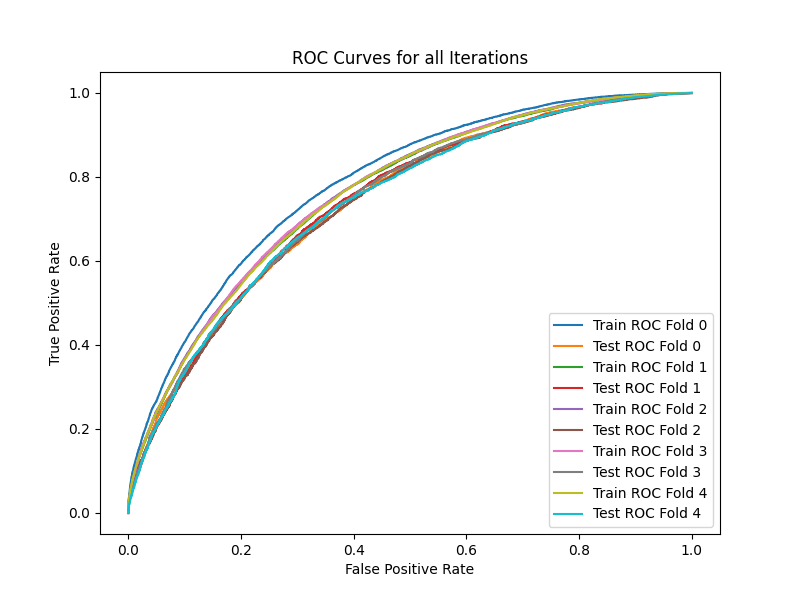 ROC Curves for all Iterations
True Positive Rate
1.0
0.8
0.6
0.4
0.2
0.0
Train ROC Fold 0
Test ROC Fold 0
Train ROC Fold 1
Test ROC Fold 1
Train ROC Fold 2
Test ROC Fold 2
Train ROC Fold 3
Test ROC Fold 3
Train ROC Fold 4
Test ROC Fold 4
0.0 0.2 0.4 0.6 0.8 1.0
False Positive Rate